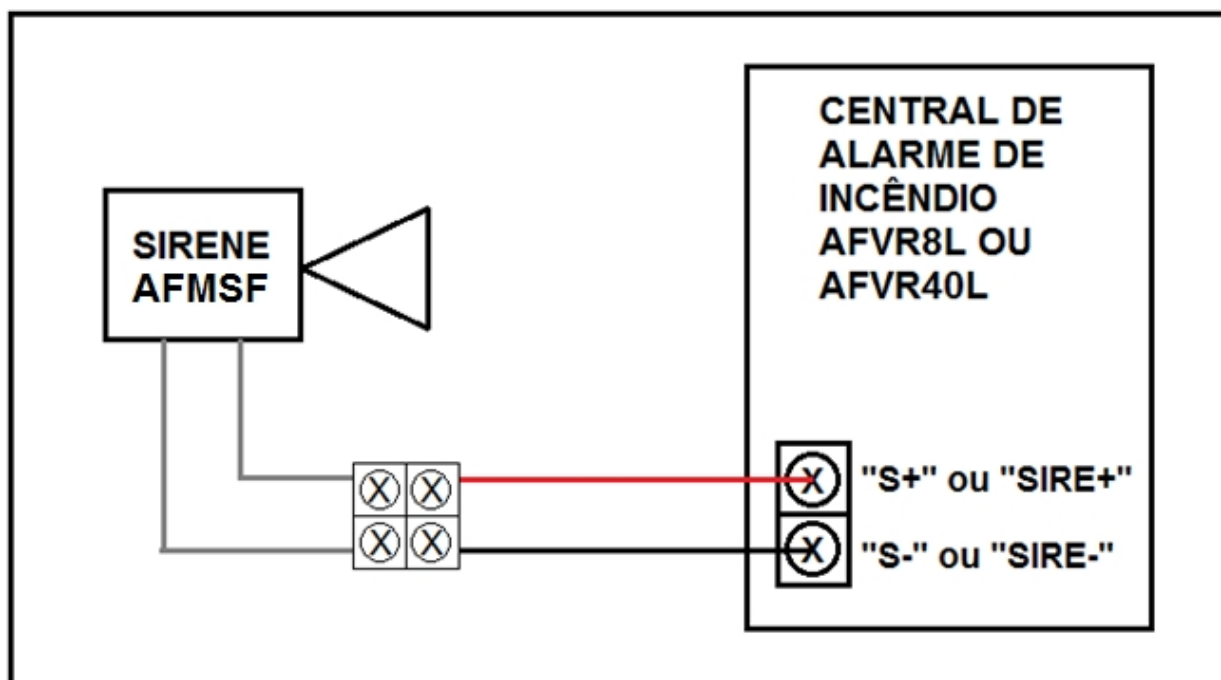 CENTRAL DE
ALARME DE
INCÊNDIO
AFVR8L OU
AFVR40L
SIRENE
AFMSF
X X
X X
X "S+" ou "SIRE+"
X "S-" ou "SIRE-"